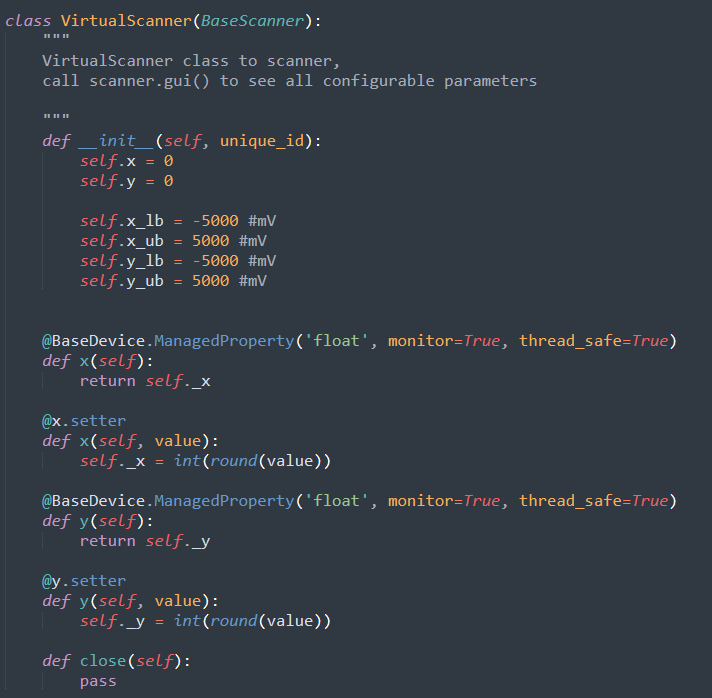 class VirtualScanner(BaseScanner):
    """
    VirtualScanner class to scanner,
    call scanner.gui() to see all configurable parameters

    """
    def __init__(self, unique_id):
        self.x = 0
        self.y = 0

        self.x_lb = -5000 #mV
        self.x_ub = 5000 #mV
        self.y_lb = -5000 #mV
        self.y_ub = 5000 #mV


    @BaseDevice.ManagedProperty('float', monitor=True, thread_safe=True)
    def x(self):
        return self._x

    @x.setter
    def x(self, value):
        self._x = int(round(value))

    @BaseDevice.ManagedProperty('float', monitor=True, thread_safe=True)
    def y(self):
        return self._y

    @y.setter
    def y(self, value):
        self._y = int(round(value))

    def close(self):
        pass